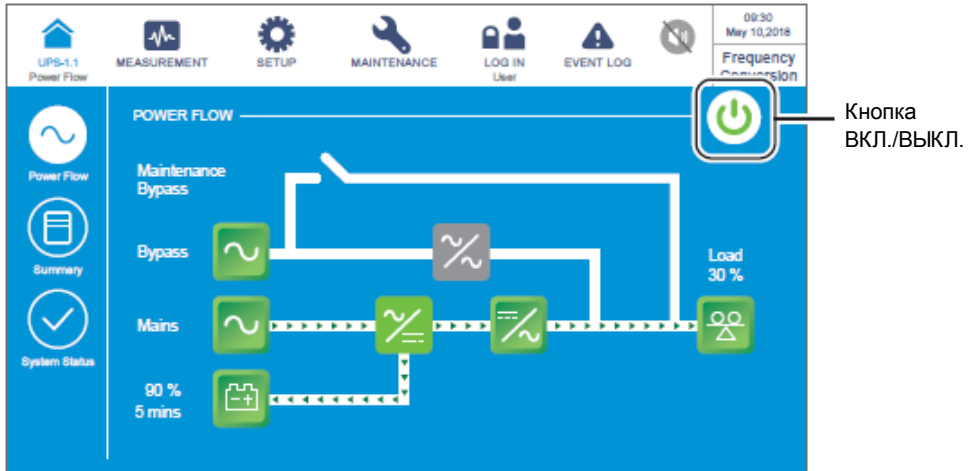 UPS-1.1
Power Flow
MEASUREMENT
SETUP
MAINTENANCE
LOG IN
User
EVENT LOG
09:30
May 10,2018
Frequency
Conversion
POWER FLOW
Кнопка
ВКЛ./ВЫКЛ.
Power Flow
Maintenance
Bypass
Summary
Bypass
Load
30 %
System Status
Mains
90 %
5 mins